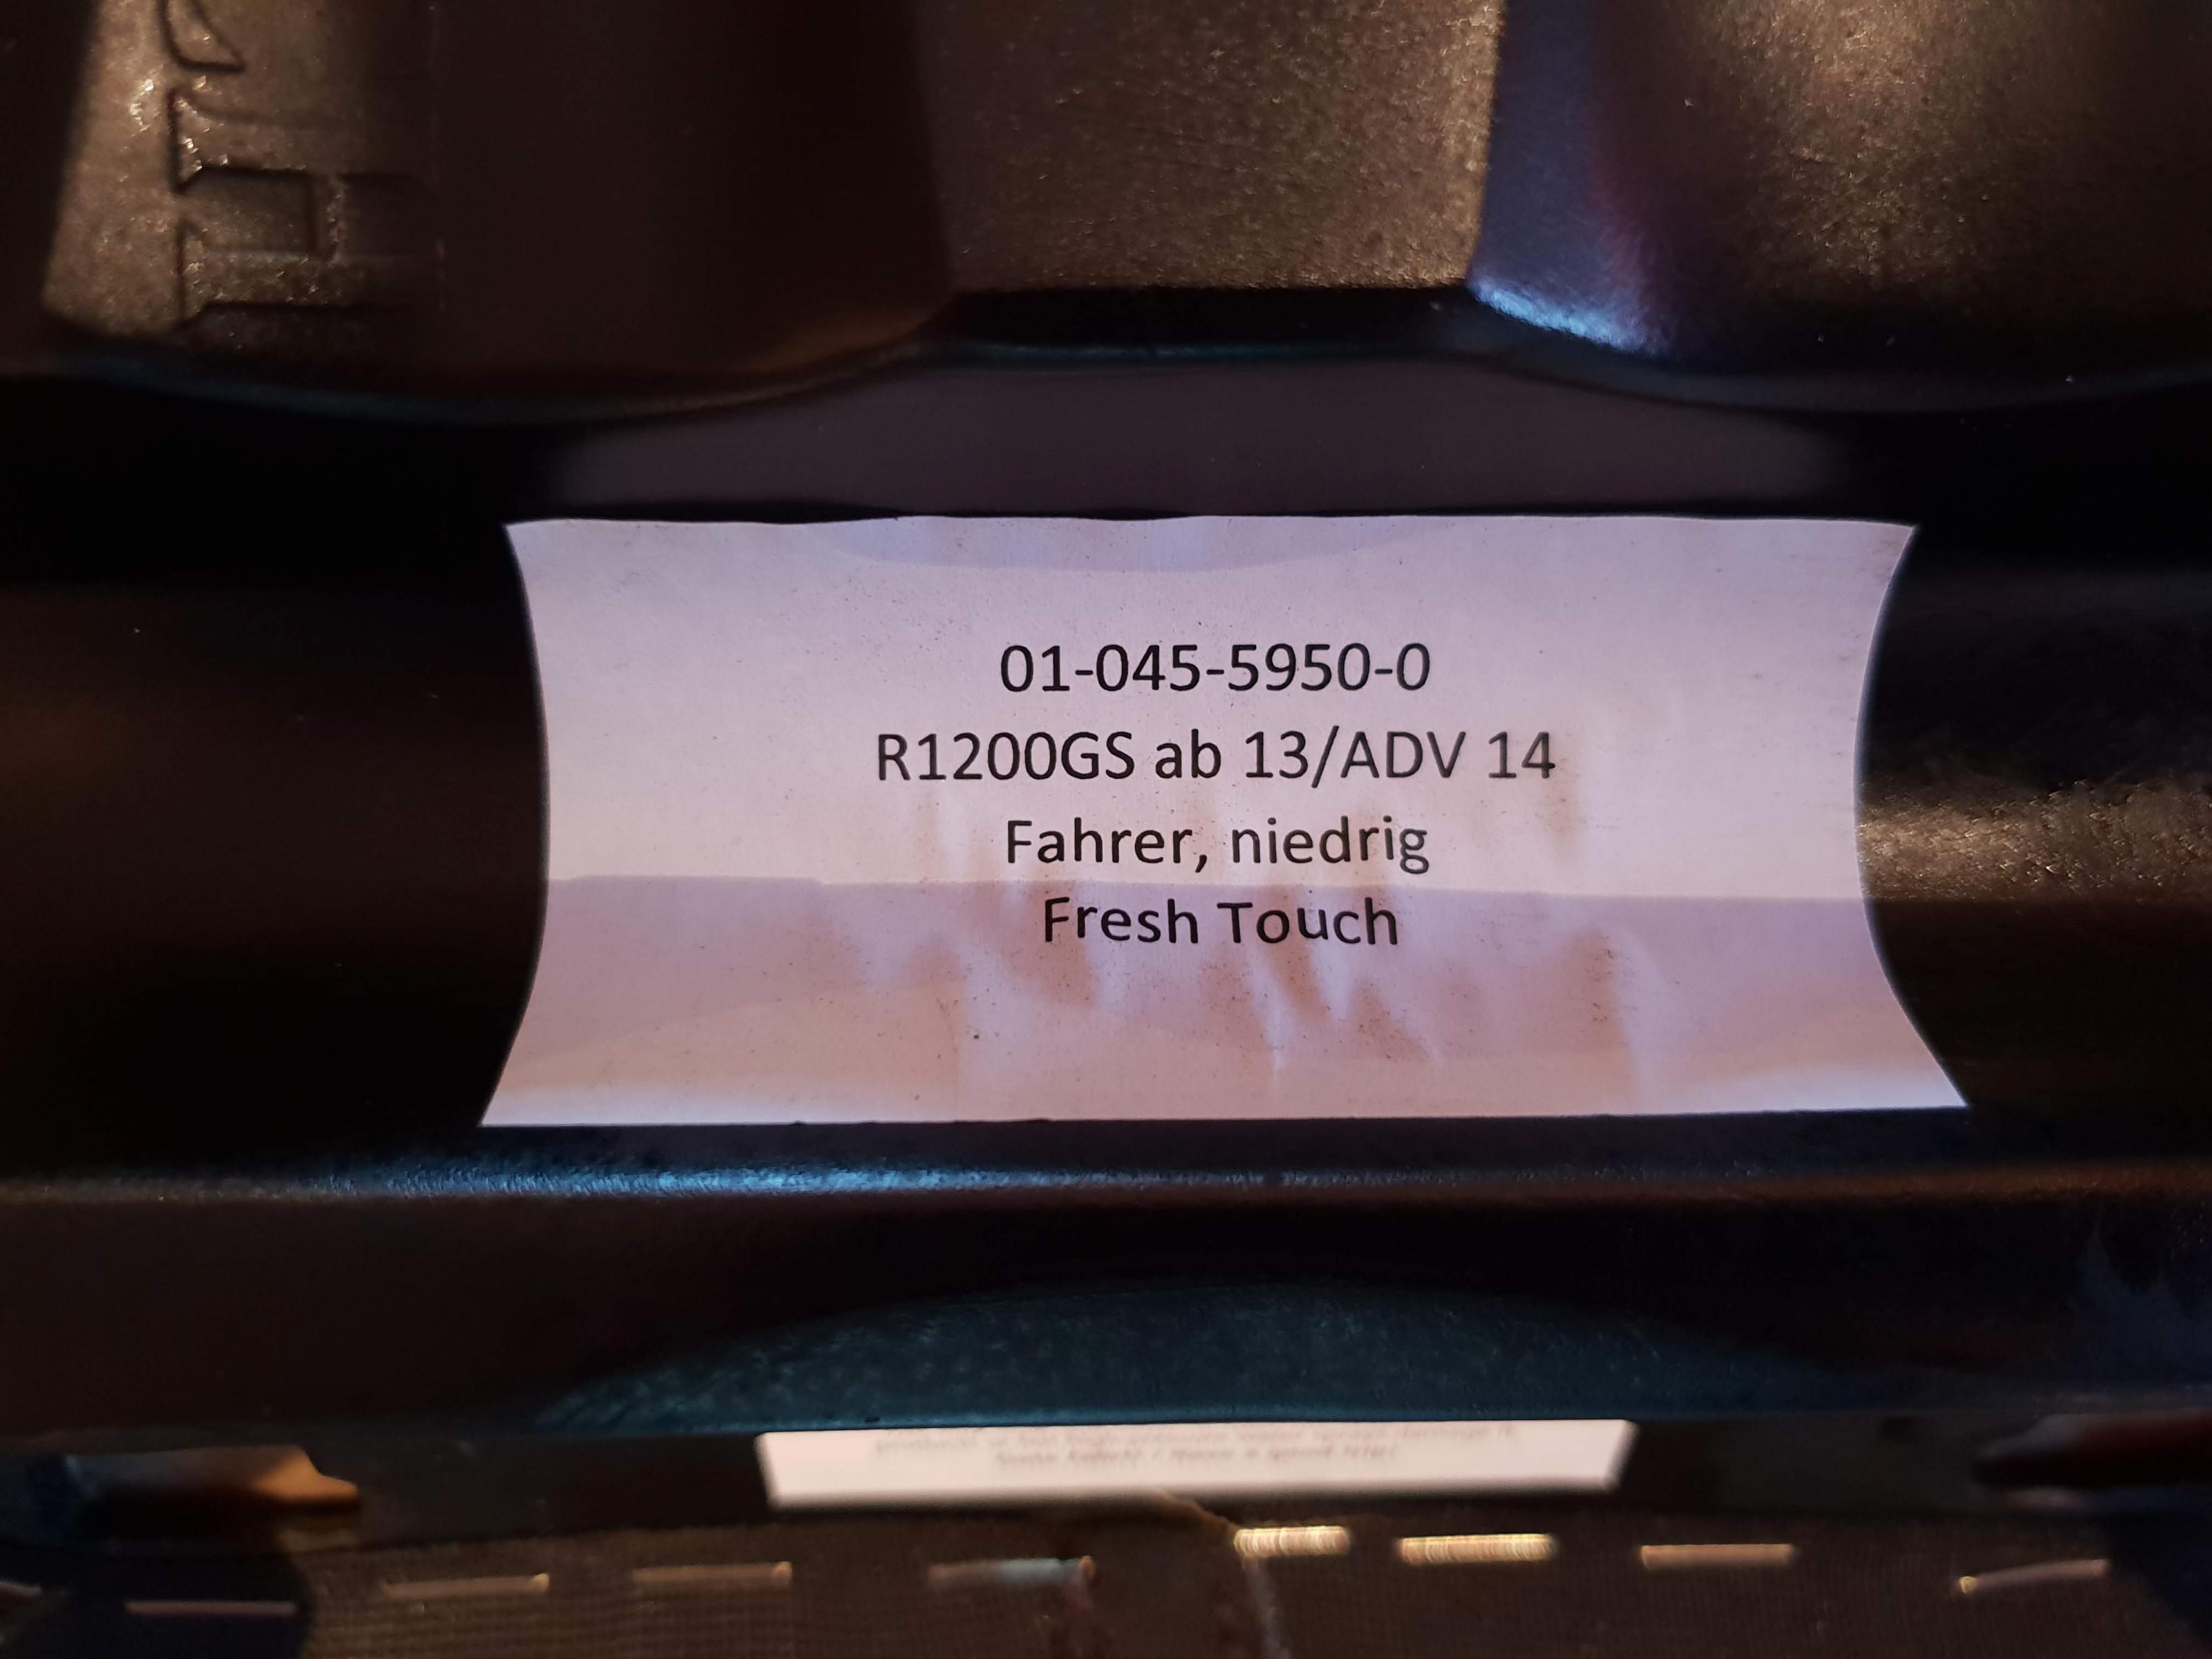 01-045-5950-0
R1200GS ab 13/ADV 14
Fahrer, niedrig
Fresh Touch